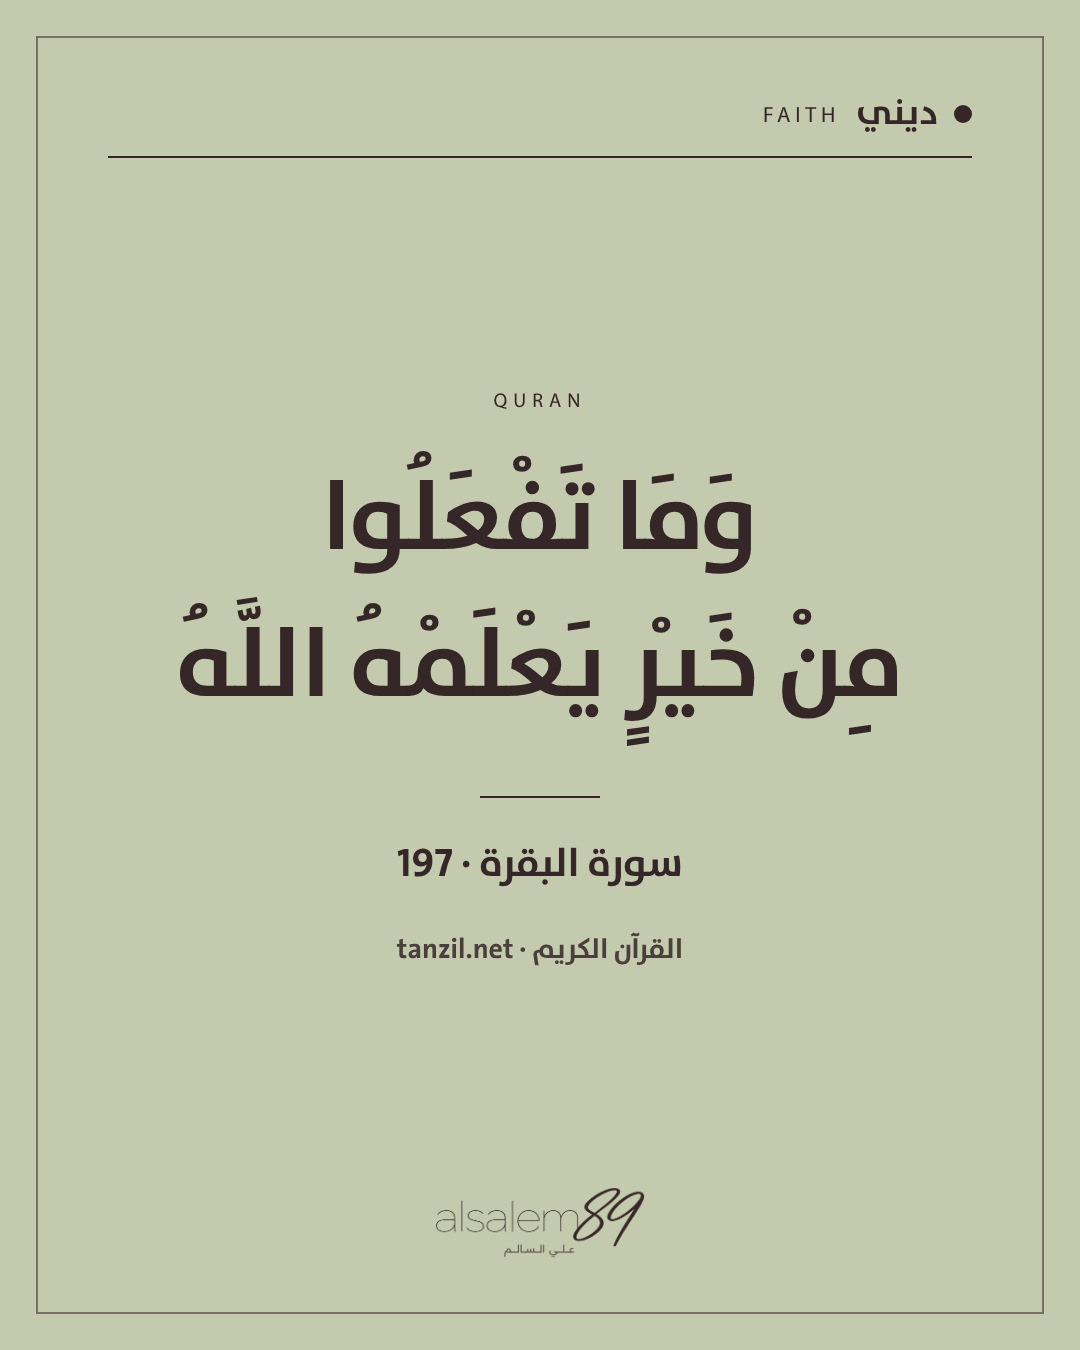 ديني FAITH
QURAN
وَمَا تَفْعَلُوا
مِنْ خَيْرٍ يَعْلَمْهُ اللَّهُ
سورة البقرة · 197
القرآن الكريم · tanzil.net
alsalem89
علي السالم